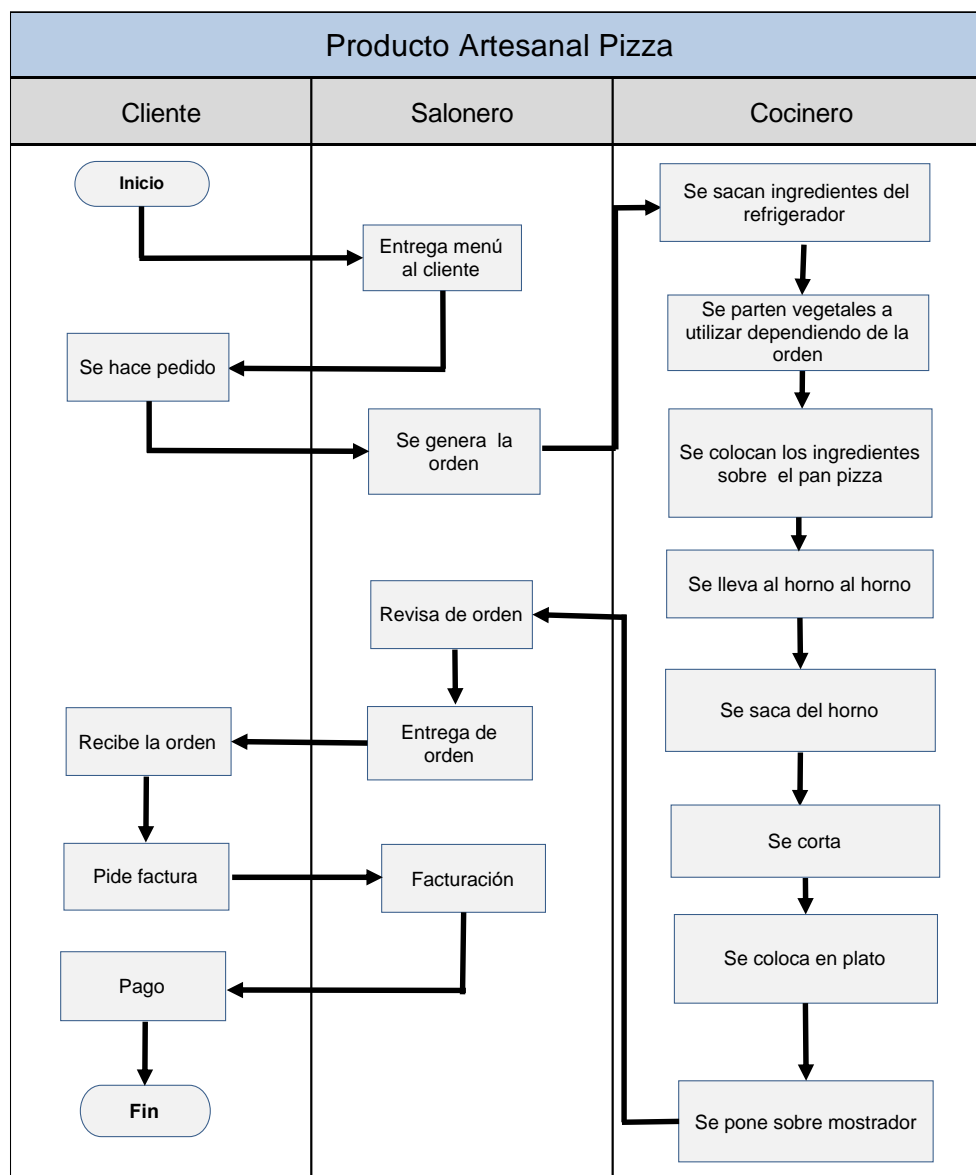 Producto Artesanal Pizza
Cliente
Salonero
Cocinero
Inicio
Entrega menú
al cliente
Se hace pedido
Se genera la
orden
Se sacan ingredientes del
refrigerador
Se parten vegetales a
utilizar dependiendo de la
orden
Se colocan los ingredientes
sobre el pan pizza
Se lleva al horno al horno
Se saca del horno
Se corta
Se coloca en plato
Se pone sobre mostrador
Revisa de orden
Entrega de
orden
Recibe la orden
Pide factura
Facturación
Pago
Fin